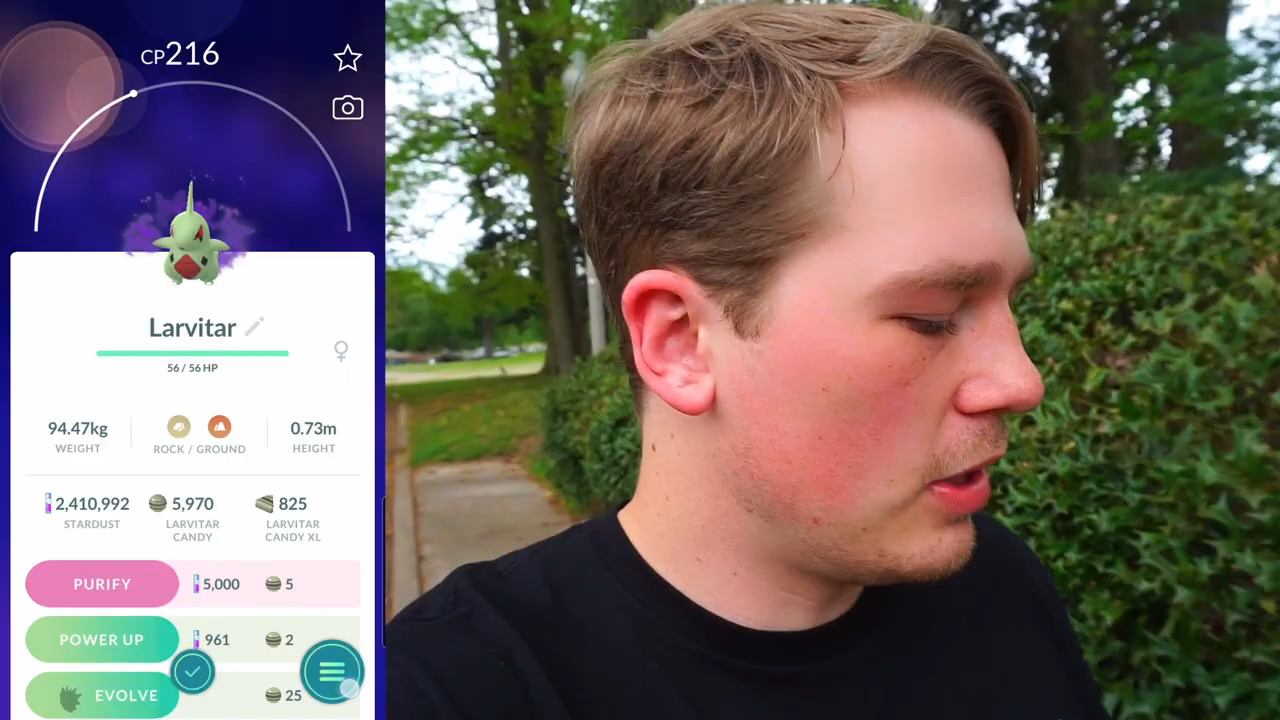 CP216
Larvitar
56 / 56 HP
94.47kg
WEIGHT
ROCK / GROUND
0.73m
HEIGHT
2,410,992
STARDUST
5,970
LARVITAR
CANDY
825
LARVITAR
CANDY XL
PURIFY
5,000
5
POWER UP
961
2
EVOLVE
25